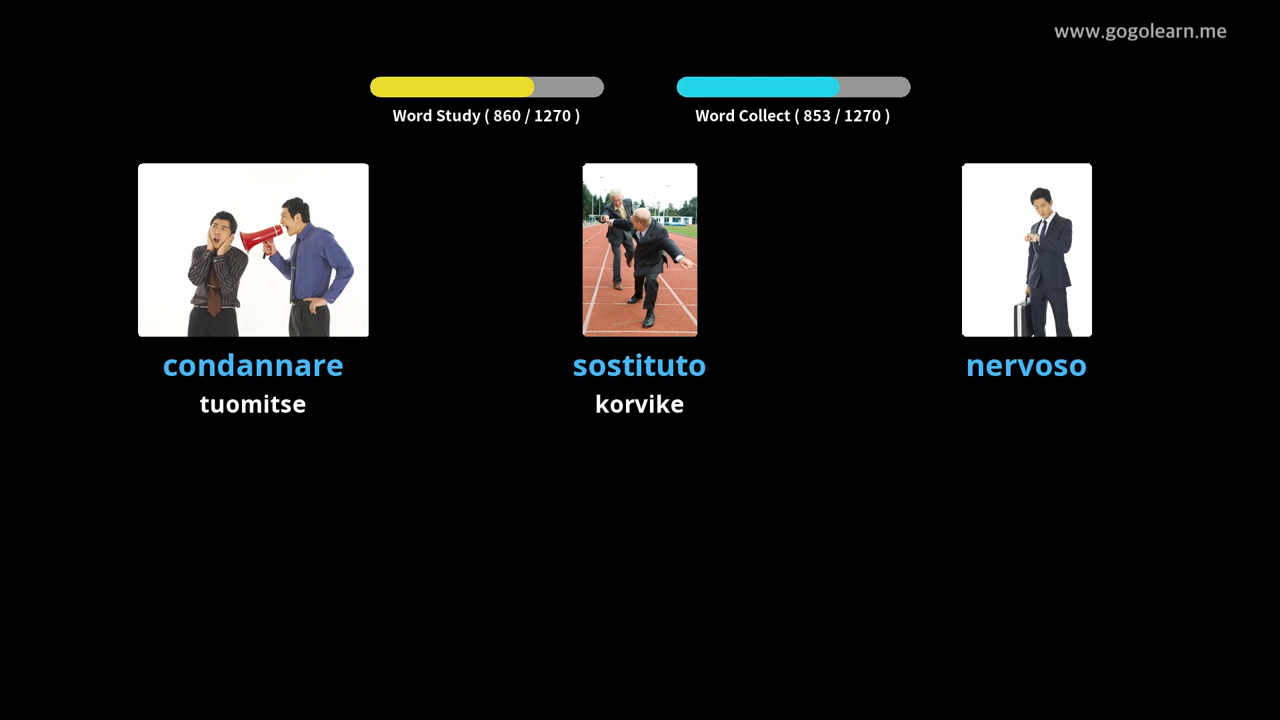 www.gogolearn.me
Word Study ( 860 / 1270 )
Word Collect ( 853 / 1270 )
condannare
sostituto
nervoso
tuomitse
korvike